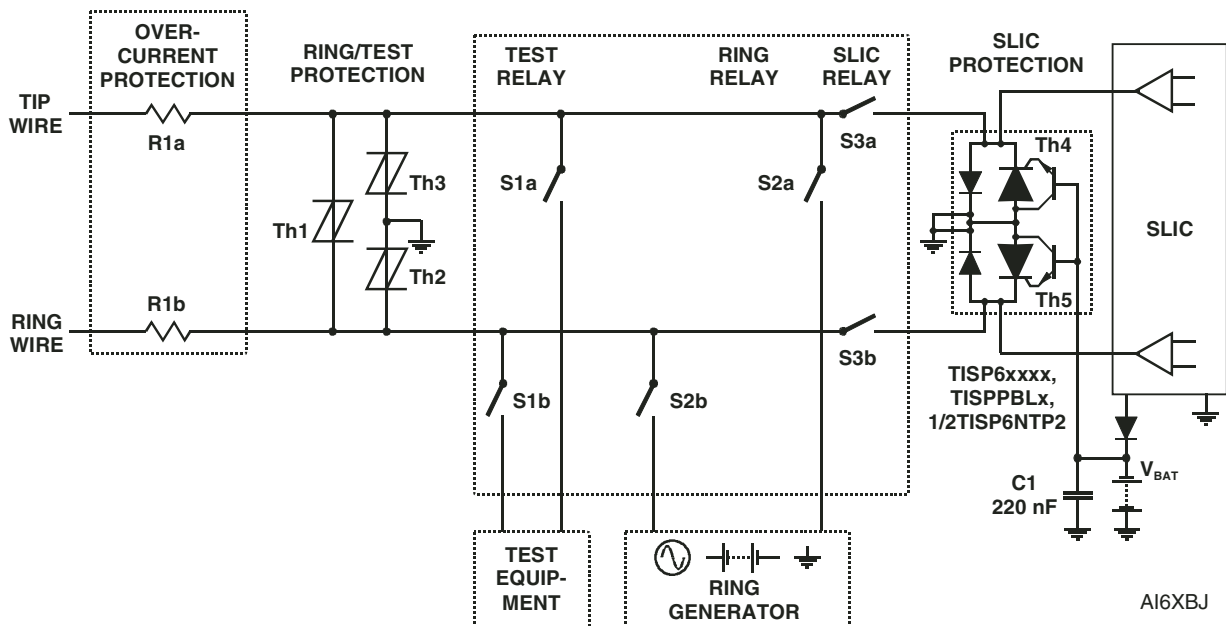 OVER-
CURRENT
PROTECTION
RING/TEST
PROTECTION
TEST
RELAY
RING
RELAY
SLIC
RELAY
SLIC
PROTECTION
TIP
WIRE
R1a
S3a
Th4
Th3
S1a
S2a
Th1
SLIC
Th2
Th5
R1b
RING
WIRE
S3b
S1b
S2b
TISP6xxxx,
TISPPBLx,
1/2TISP6NTP2
C1
220 nF
VBAT
TEST
EQUIP-
MENT
RING
GENERATOR
AI6XBJ